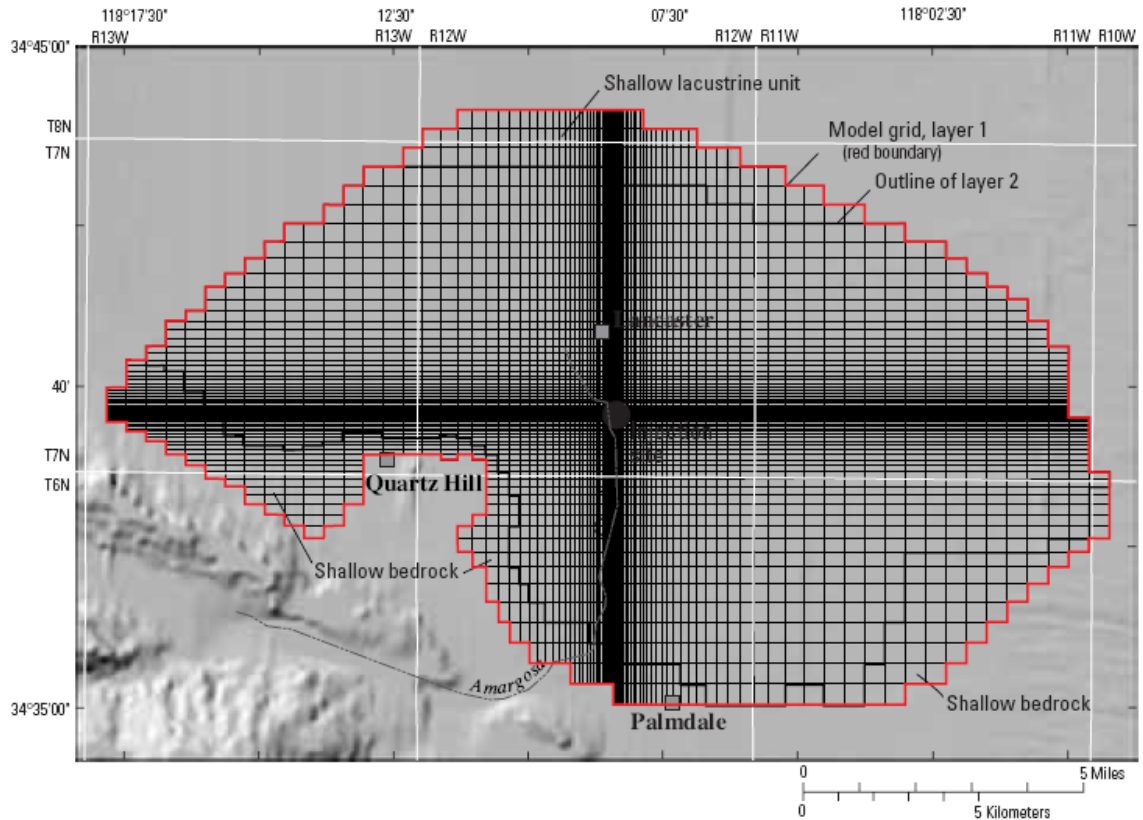 118°17'30" 12'30" 07'30" 118°02'30"
34°45'00" R13W R13W R12W R12W R11W R11W R10W
Shallow lacustrine unit
T8N
T7N
Model grid, layer 1
(red boundary)
Outline of layer 2
Lancaster
40'
T7N
T6N
Quartz Hill
Shallow bedrock
Amargosa
34°35'00"
Palmdale
Shallow bedrock
0 5 Miles
0 5 Kilometers